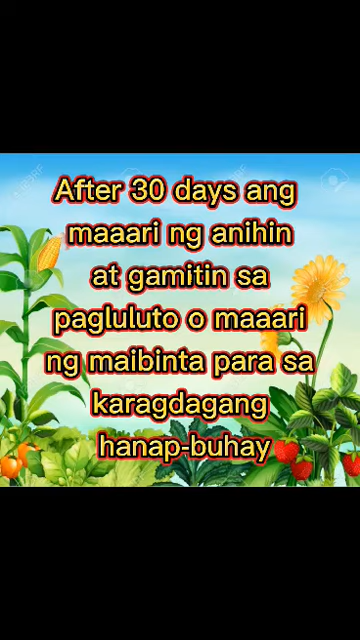 After 30 days ang
maaari ng anihin
at gamitin sa
pagluluto o maaari
ng maibinta para sa
karagdagang
hanap-buhay